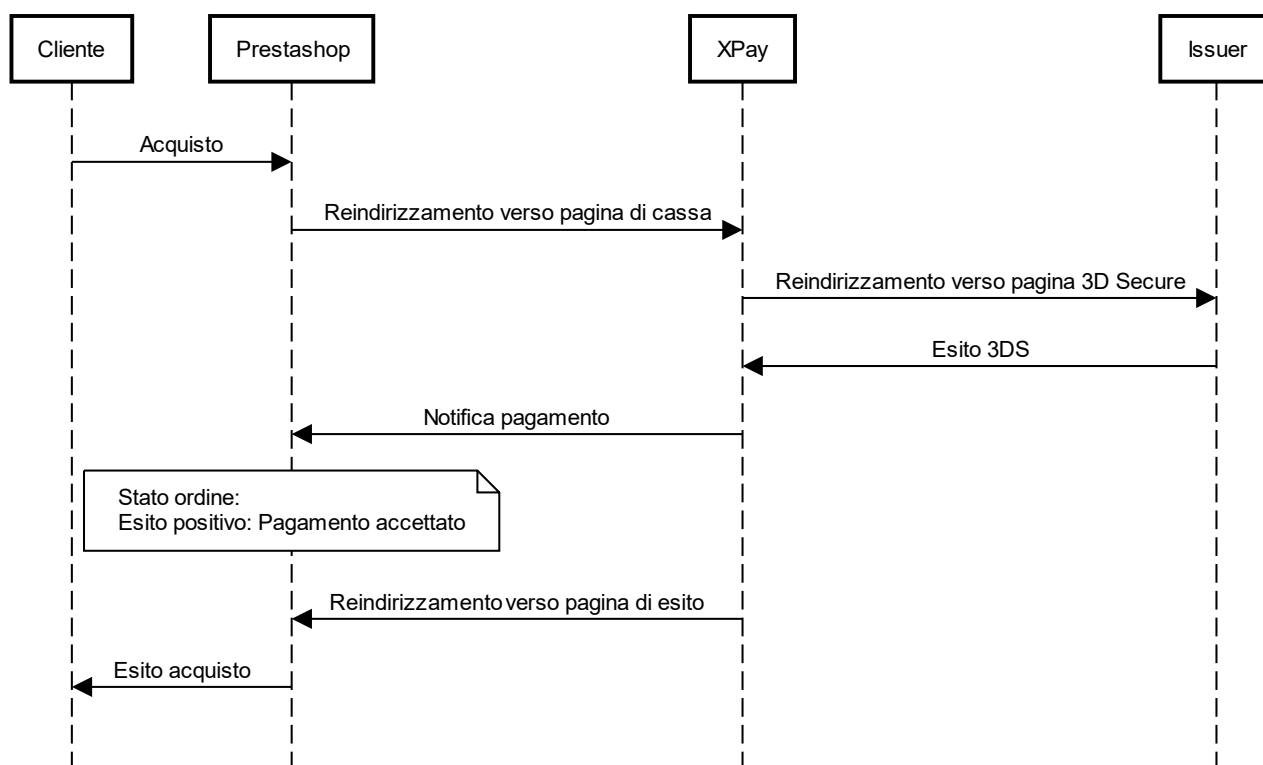 Cliente
Prestashop
XPay
Issuer
Acquisto
Reindirizzamento verso pagina di cassa
Reindirizzamento verso pagina 3D Secure
Esito 3DS
Notifica pagamento
Stato ordine:
Esito positivo: Pagamento accettato
Reindirizzamento verso pagina di esito
Esito acquisto